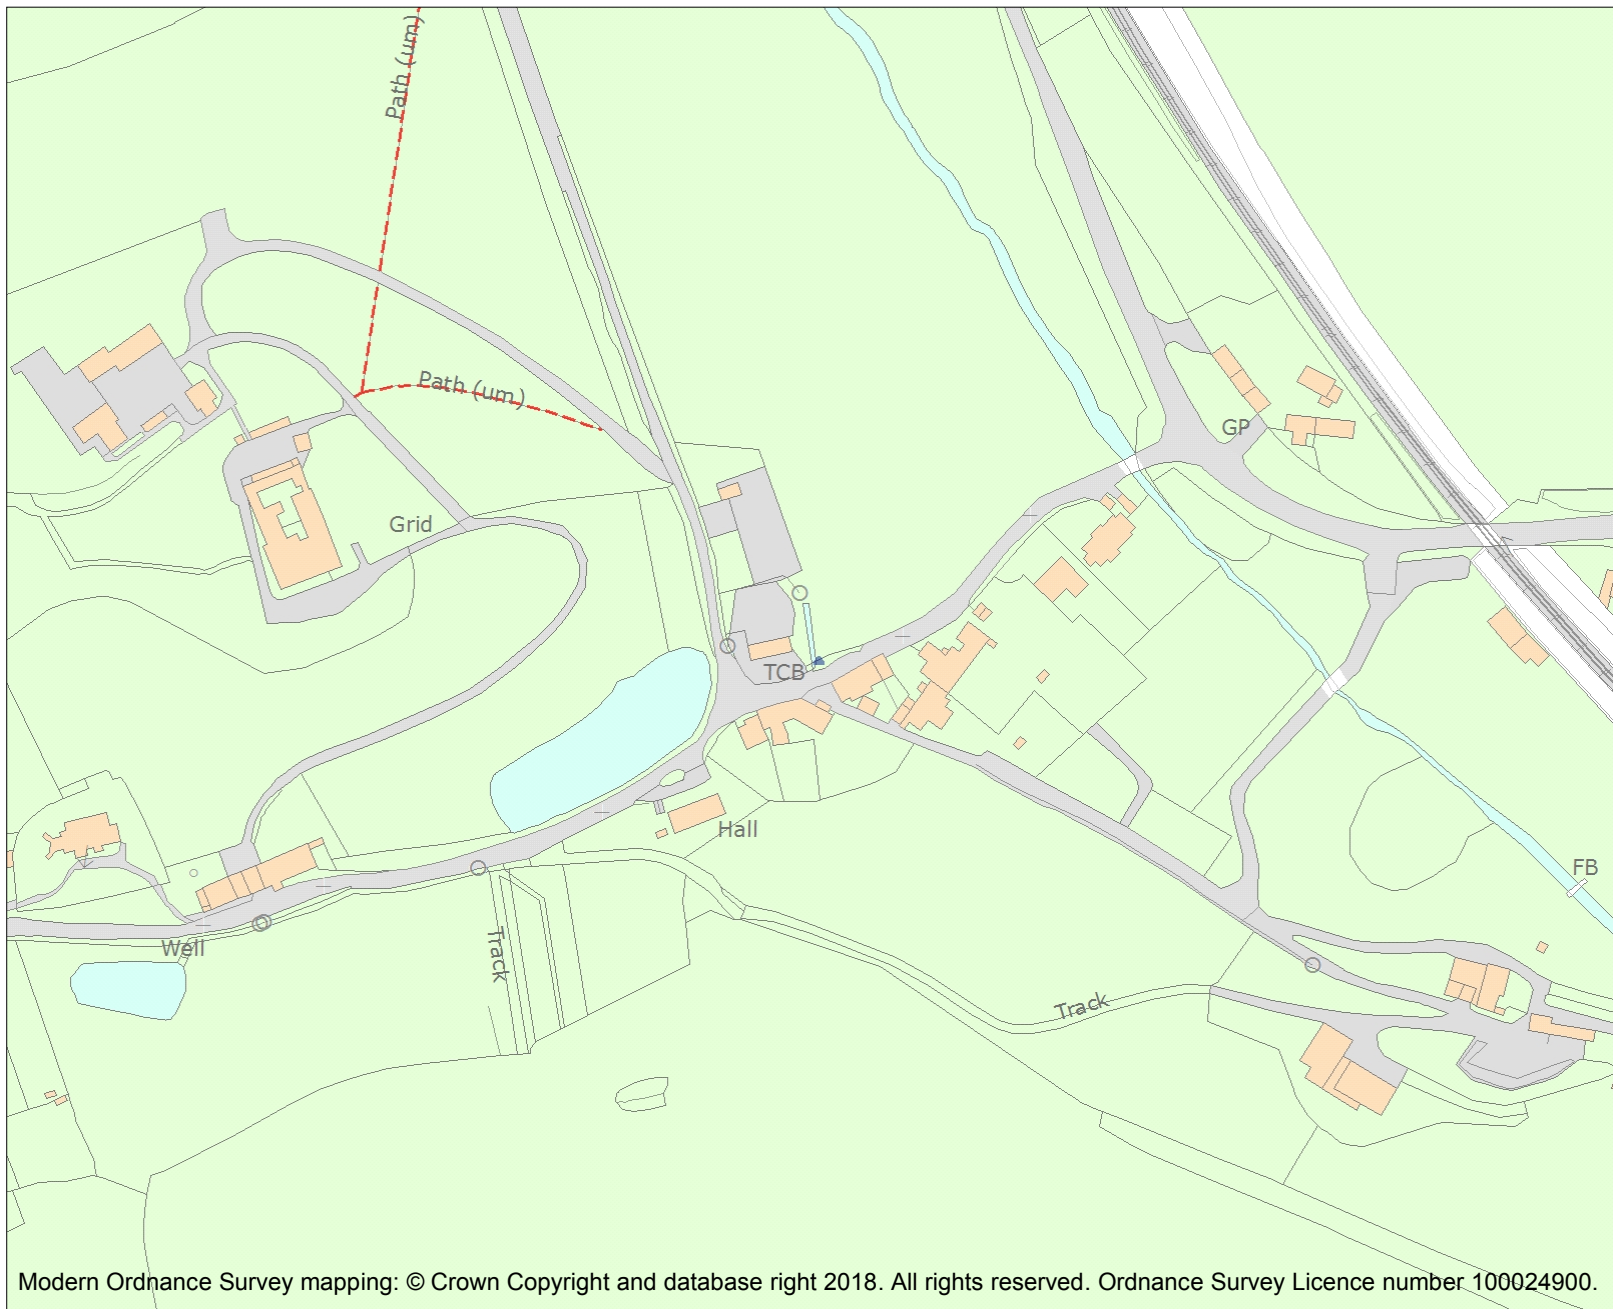 Path (um)
Path (um)
GP
Grid
TCB
Hall
FB
Well
Track
Track
Modern Ordnance Survey mapping: © Crown Copyright and database right 2018. All rights reserved. Ordnance Survey Licence number 100024900.